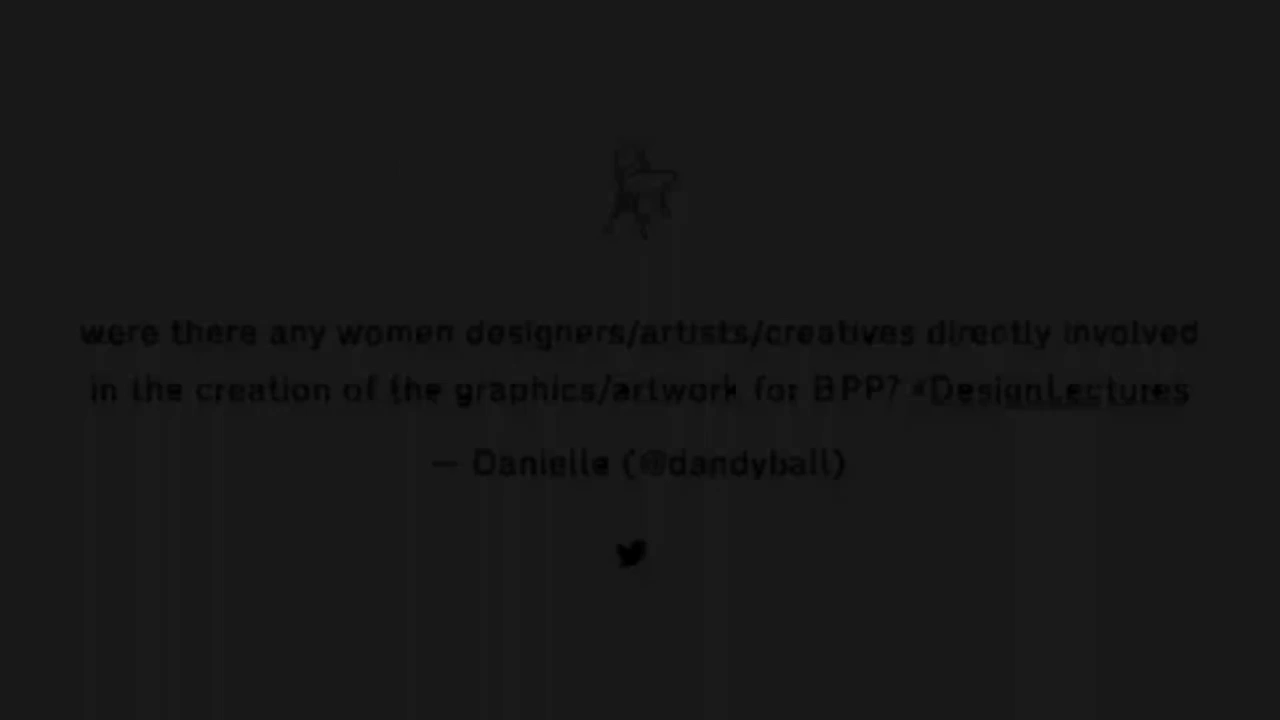 were there any women designers/artists/creatives directly involved
in the creation of the graphics/artwork for BPP? #DesignLectures
— Danielle (@dandyball)